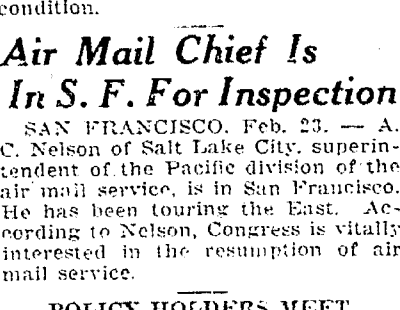 condition.
Air Mail Chief Is
In S. F. For Inspection
SAN FRANCISCO, Feb. 23. — A.
C. Nelson of Salt Lake City, superin-
tendent of the Pacific division of the
air mail service, is in San Francisco.
He has been touring the East. Ac-
cording to Nelson, Congress is vitally
interested in the resumption of air
mail service.
POLICY HOLDERS MEET